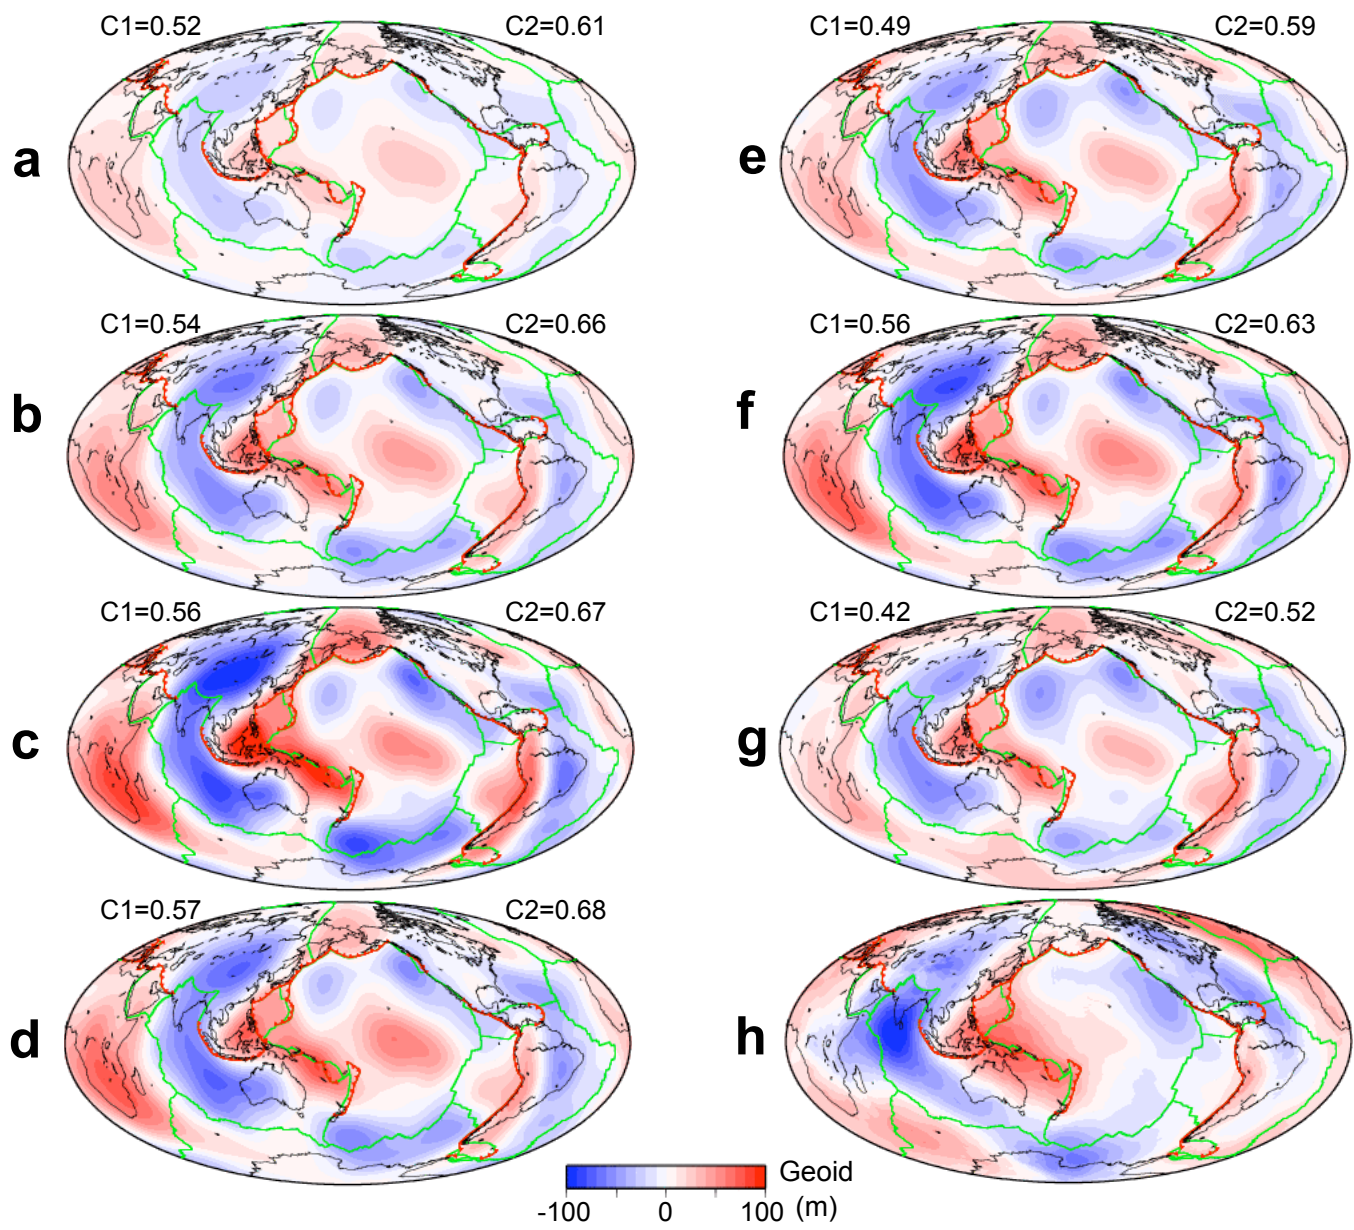 C1=0.52 C2=0.61
a
C1=0.49 C2=0.59
e
C1=0.54 C2=0.66
b
C1=0.56 C2=0.63
f
C1=0.56 C2=0.67
c
C1=0.42 C2=0.52
g
C1=0.57 C2=0.68
d
h
Geoid
(m)
-100 0 100